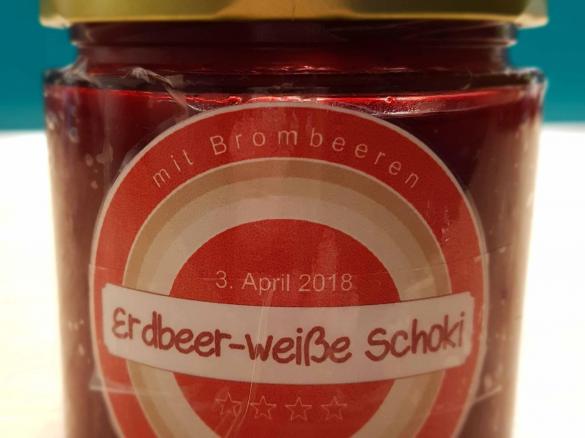 mit Brombeeren
3. April 2018
Erdbeer-weiße Schoki